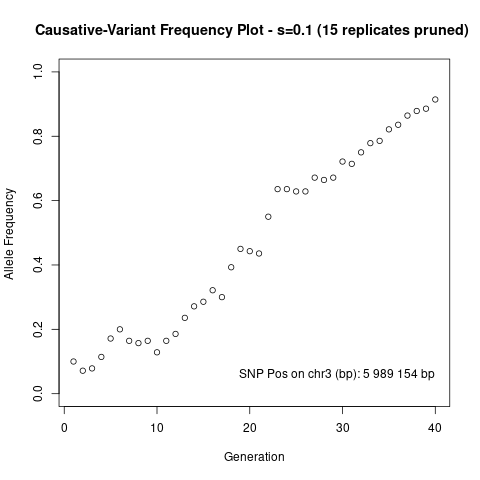 Causative-Variant Frequency Plot - s=0.1 (15 replicates pruned)
1.0
0.8
0.6
0.4
0.2
0.0
Allele Frequency
SNP Pos on chr3 (bp): 5 989 154 bp
0 10 20 30 40
Generation